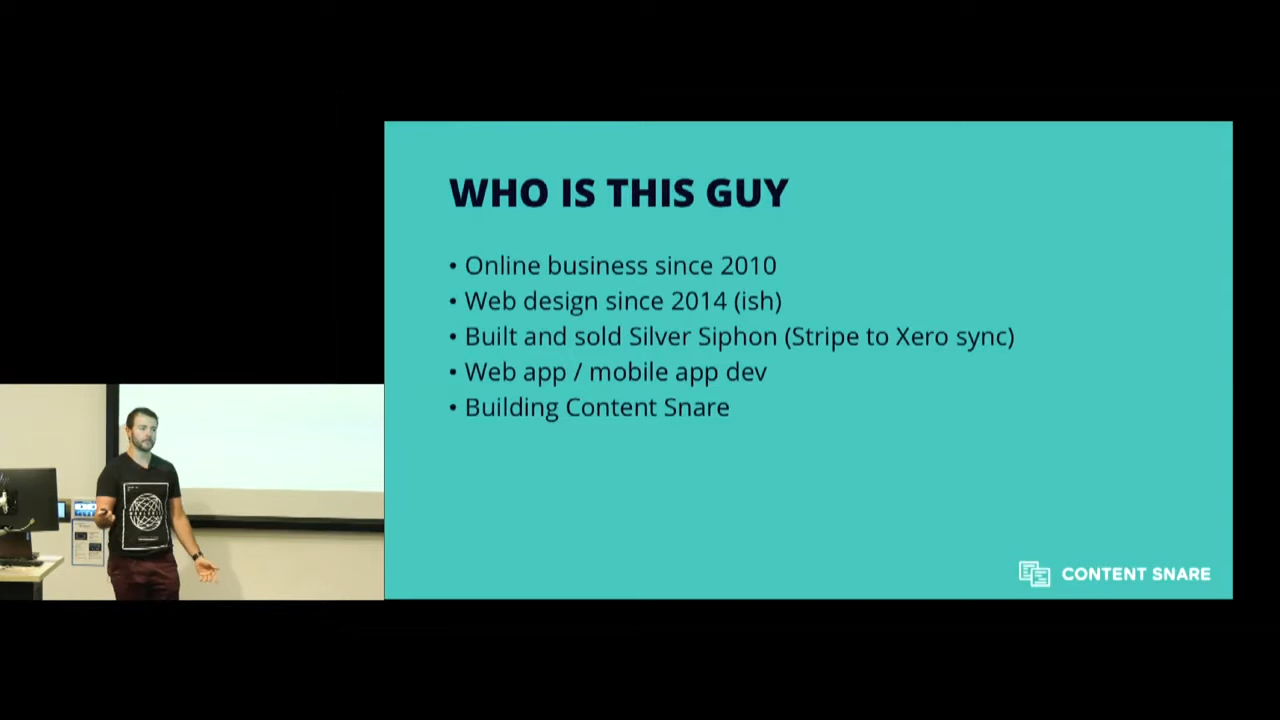 WHO IS THIS GUY
• Online business since 2010
• Web design since 2014 (ish)
• Built and sold Silver Siphon (Stripe to Xero sync)
• Web app / mobile app dev
• Building Content Snare
CONTENT SNARE